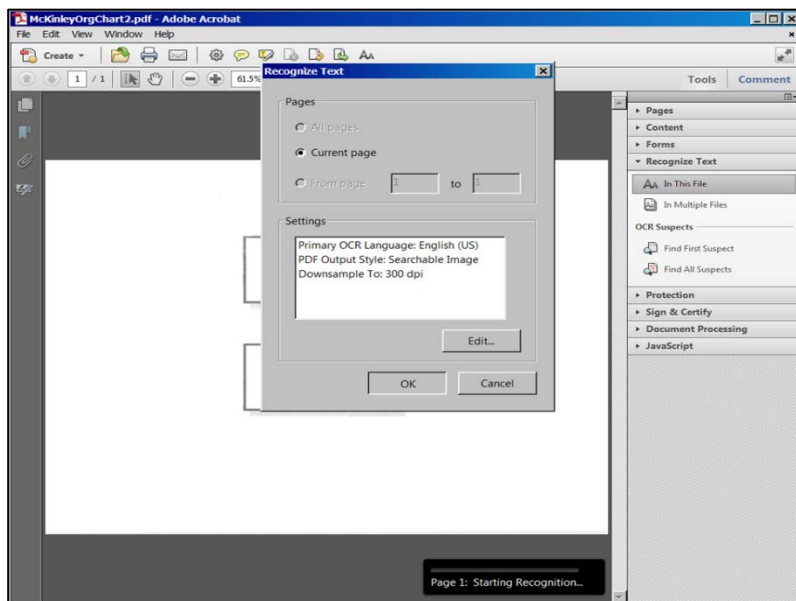 McKinleyOrgChart2.pdf - Adobe Acrobat
File Edit View Window Help
Create
1 / 1 61.5% Tools Comment
Recognize Text
Pages
All pages
Current page
From page 1 to 1
Settings
Primary OCR Language: English (US)
PDF Output Style: Searchable Image
Downsample To: 300 dpi
Edit...
OK Cancel
Pages
Content
Forms
Recognize Text
In This File
In Multiple Files
OCR Suspects
Find First Suspect
Find All Suspects
Protection
Sign & Certify
Document Processing
JavaScript
Page 1: Starting Recognition...